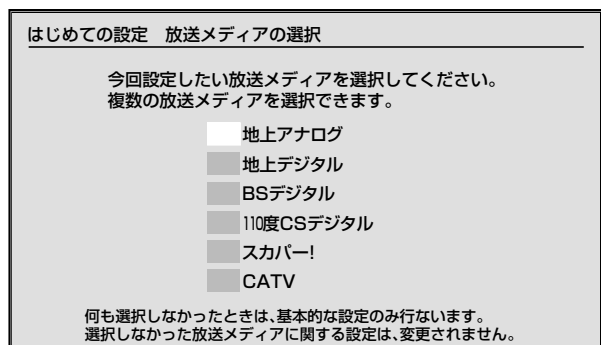 はじめての設定　放送メディアの選択
今回設定したい放送メディアを選択してください。
複数の放送メディアを選択できます。
地上アナログ
地上デジタル
BSデジタル
110度CSデジタル
スカパー!
CATV
何も選択しなかったときは、基本的な設定のみ行ないます。
選択しなかった放送メディアに関する設定は、変更されません。